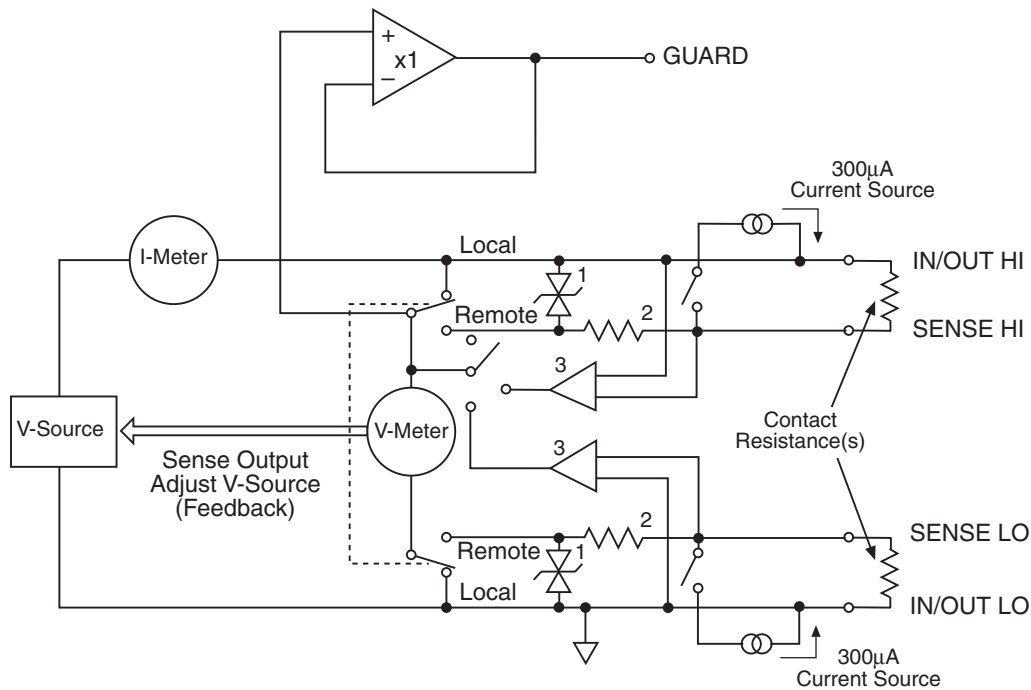 +
x1
−
GUARD
300µA
Current Source
I-Meter
Local
1
IN/OUT HI
Remote
2
SENSE HI
3
V-Source
V-Meter
Contact
Resistance(s)
Sense Output
Adjust V-Source
(Feedback)
3
2
SENSE LO
Remote
1
Local
IN/OUT LO
300µA
Current Source